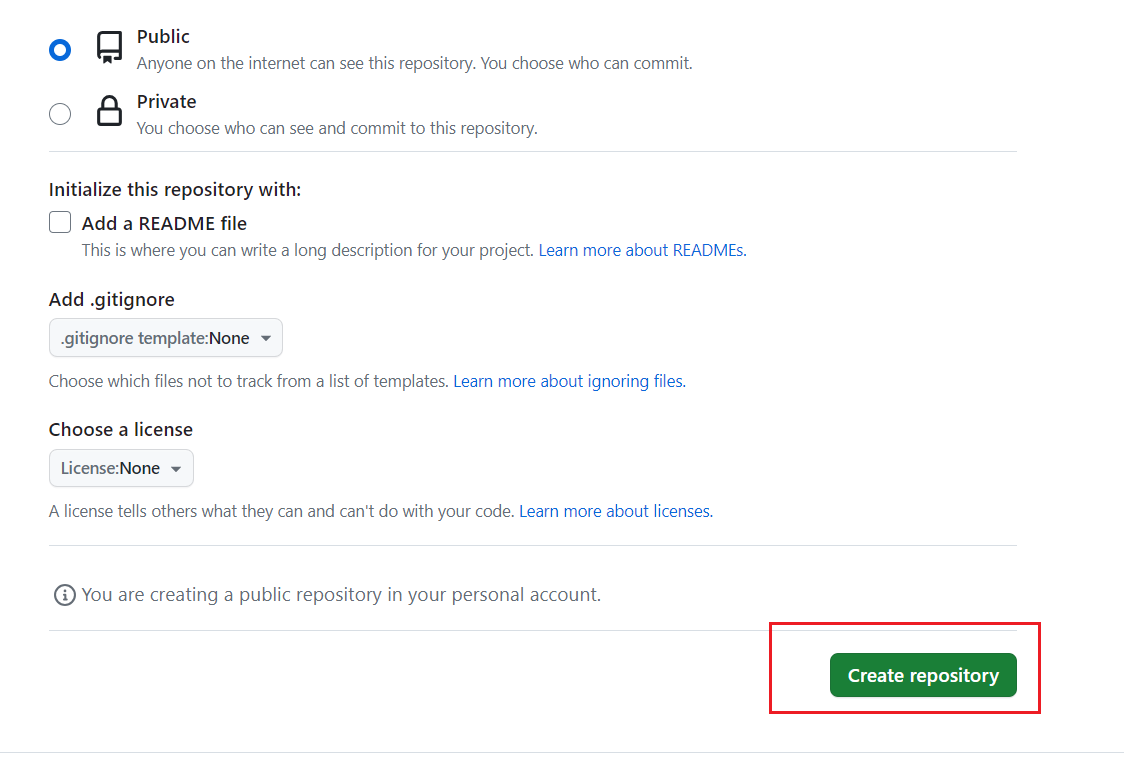 Public
Anyone on the internet can see this repository. You choose who can commit.
Private
You choose who can see and commit to this repository.
Initialize this repository with:
Add a README file
This is where you can write a long description for your project. Learn more about READMEs.
Add .gitignore
.gitignore template:None
Choose which files not to track from a list of templates. Learn more about ignoring files.
Choose a license
License:None
A license tells others what they can and can't do with your code. Learn more about licenses.
You are creating a public repository in your personal account.
Create repository